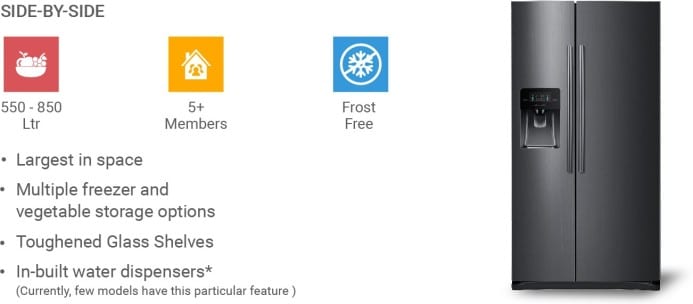 SIDE-BY-SIDE
550 - 850
Ltr
5+
Members
Frost
Free
• Largest in space
• Multiple freezer and
vegetable storage options
• Toughened Glass Shelves
• In-built water dispensers*
(Currently, few models have this particular feature )